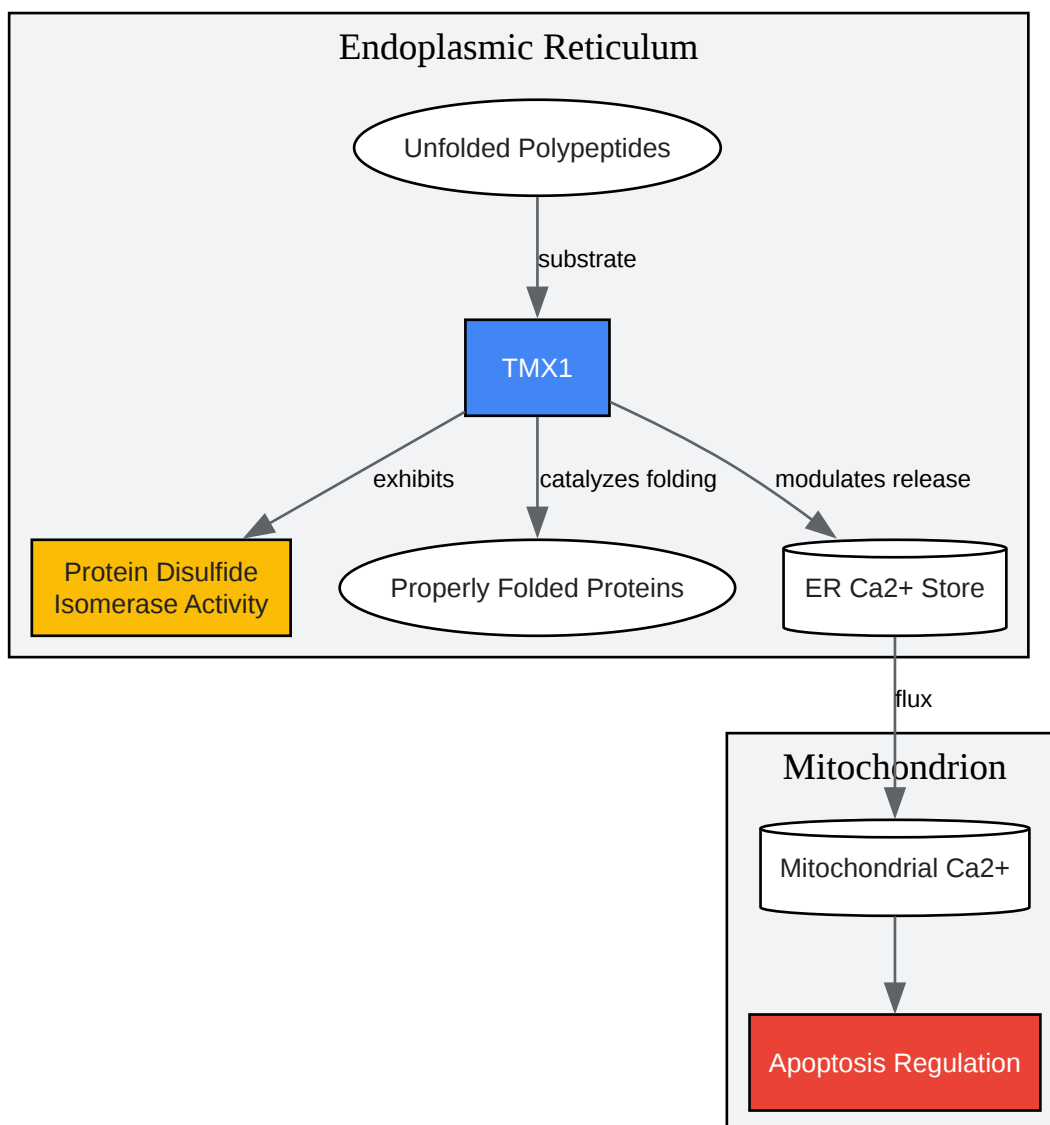 Endoplasmic Reticulum
Unfolded Polypeptides
substrate
TMX1
exhibits
catalyzes folding
modulates release
Protein Disulfide
Isomerase Activity
Properly Folded Proteins
ER Ca2+ Store
flux
Mitochondrion
Mitochondrial Ca2+
Apoptosis Regulation